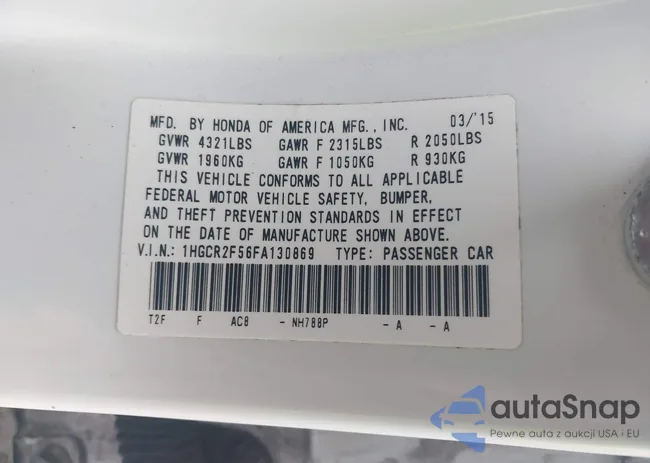 MFD. BY HONDA OF AMERICA MFG., INC. 03/'15
GVWR 4321LBS GAWR F 2315LBS R 2050LBS
GVWR 1960KG GAWR F 1050KG R 930KG
THIS VEHICLE CONFORMS TO ALL APPLICABLE
FEDERAL MOTOR VEHICLE SAFETY, BUMPER,
AND THEFT PREVENTION STANDARDS IN EFFECT
ON THE DATE OF MANUFACTURE SHOWN ABOVE.
V.I.N.: 1HGCR2F56FA130869 TYPE: PASSENGER CAR
T2F F AC8 - NH788P - A - A
autaSnap
Pewne auta z aukcji USA i EU